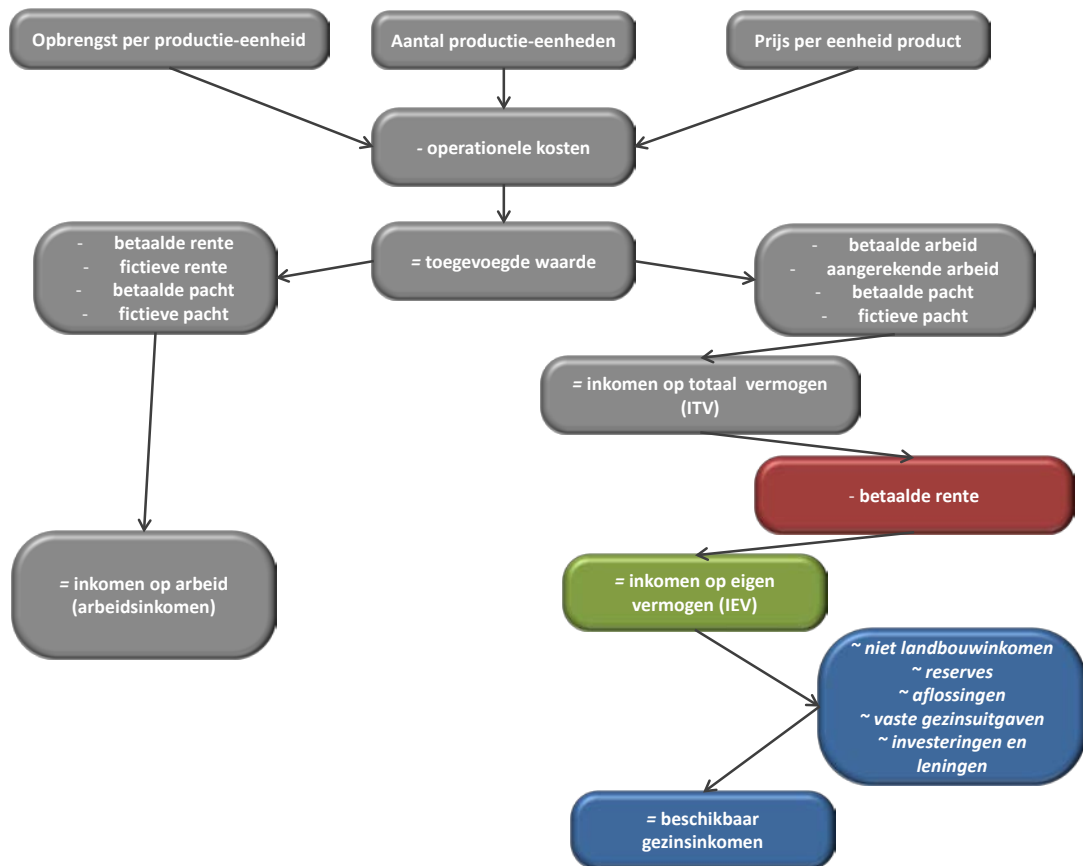 Opbrengst per productie-eenheid
Aantal productie-eenheden
Prijs per eenheid product
- operationele kosten
- betaalde rente
- fictieve rente
- betaalde pacht
- fictieve pacht
= toegevoegde waarde
- betaalde arbeid
- aangerekende arbeid
- betaalde pacht
- fictieve pacht
= inkomen op totaal vermogen
(ITV)
- betaalde rente
= inkomen op arbeid
(arbeidsinkomen)
= inkomen op eigen
vermogen (IEV)
~ niet landbouwinkomen
~ reserves
~ aflossingen
~ vaste gezinsuitgaven
~ investeringen en
leningen
= beschikbaar
gezinsinkomen